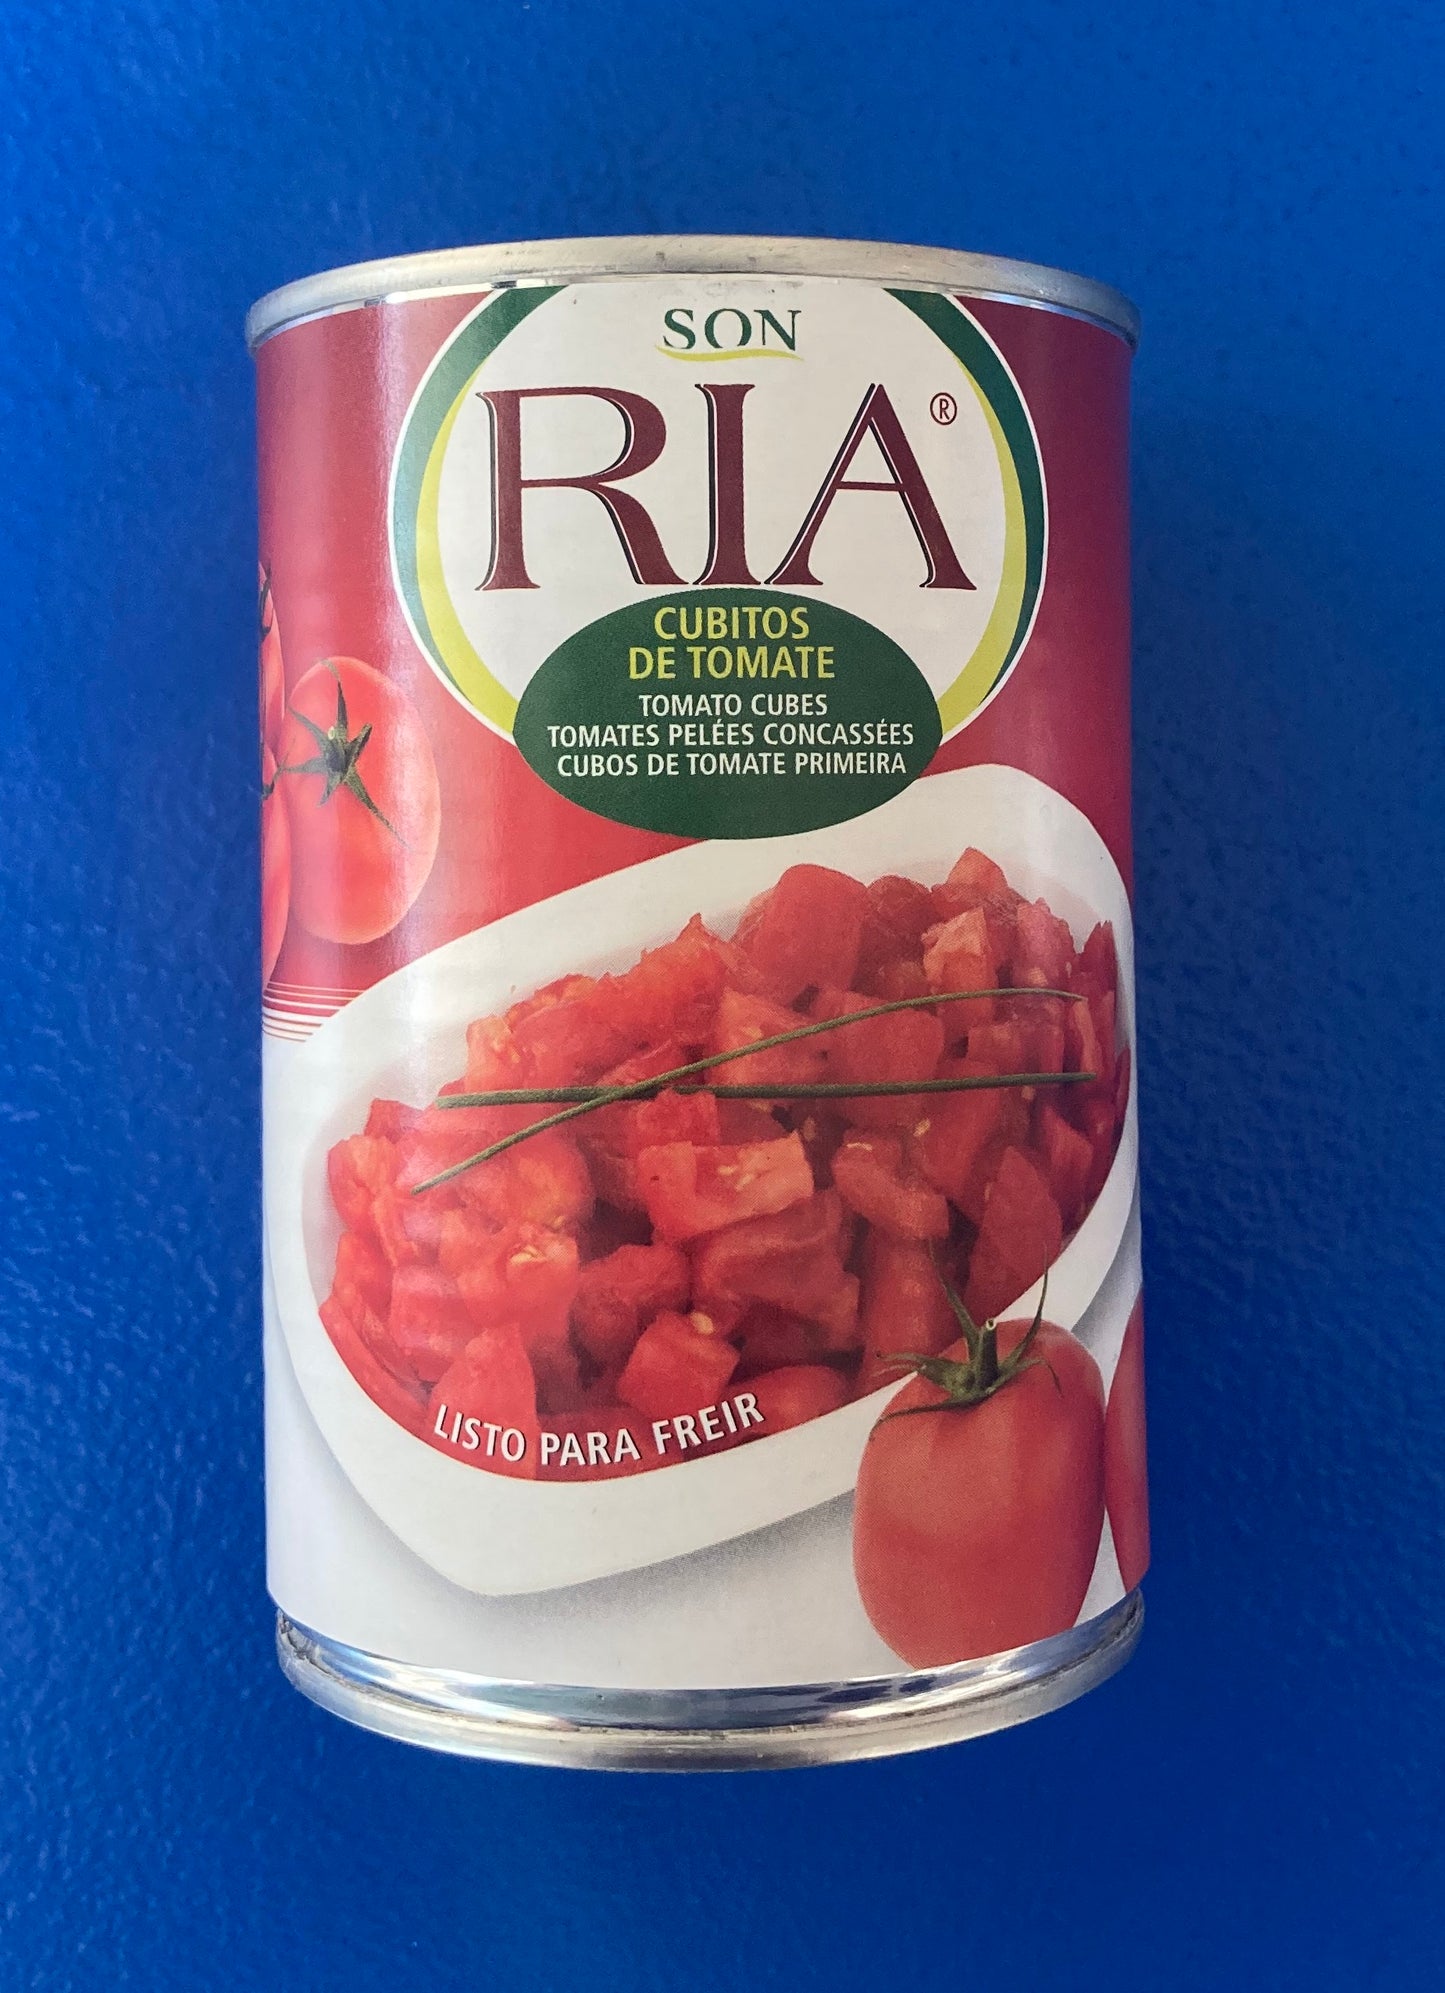 SON
RIA®
CUBITOS
DE TOMATE
TOMATO CUBES
TOMATES PELÉES CONCASSÉES
CUBOS DE TOMATE PRIMEIRA
LISTO PARA FREIR